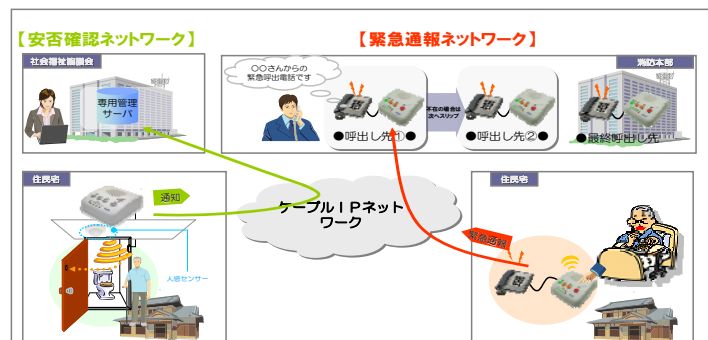 【安否確認ネットワーク】
【緊急通報ネットワーク】
社会福祉協議会
専用管理
サーバ
〇〇さんからの
緊急呼出電話です
●呼出し先①●
不在の場合は
次へスリップ
●呼出し先②●
消防本部
●最終呼出し先
住民宅
通知
人感センサー
ケーブルＩＰネット
ワーク
住民宅
緊急通報